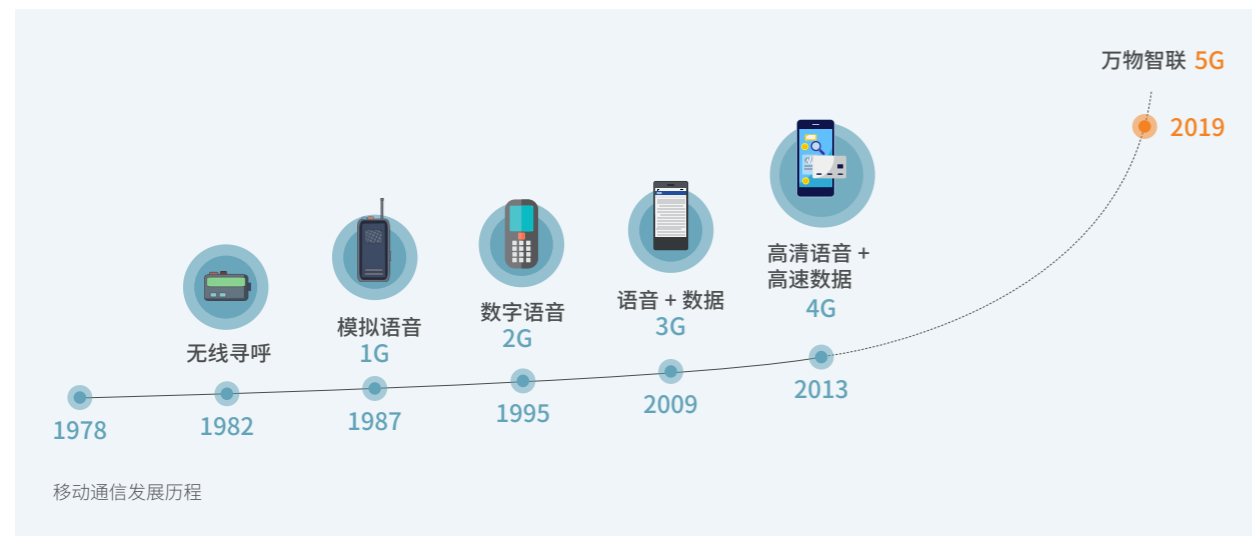 万物智联 5G
2019
高清语音 +
高速数据
4G
2013
语音 + 数据
3G
2009
数字语音
2G
1995
模拟语音
1G
1987
无线寻呼
1982
1978
移动通信发展历程